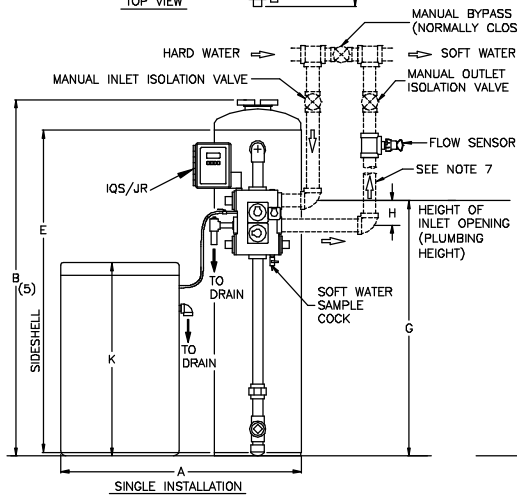 TOP VIEW
MANUAL BYPASS
(NORMALLY CLOS
HARD WATER
SOFT WATER
MANUAL INLET ISOLATION VALVE
MANUAL OUTLET
ISOLATION VALVE
FLOW SENSOR
IQS/JR
SEE NOTE 7
H
HEIGHT OF
INLET OPENING
(PLUMBING
HEIGHT)
E
B
(5)
SIDESHELL
TO
DRAIN
SOFT WATER
SAMPLE
COCK
G
K
TO
DRAIN
A
SINGLE INSTALLATION